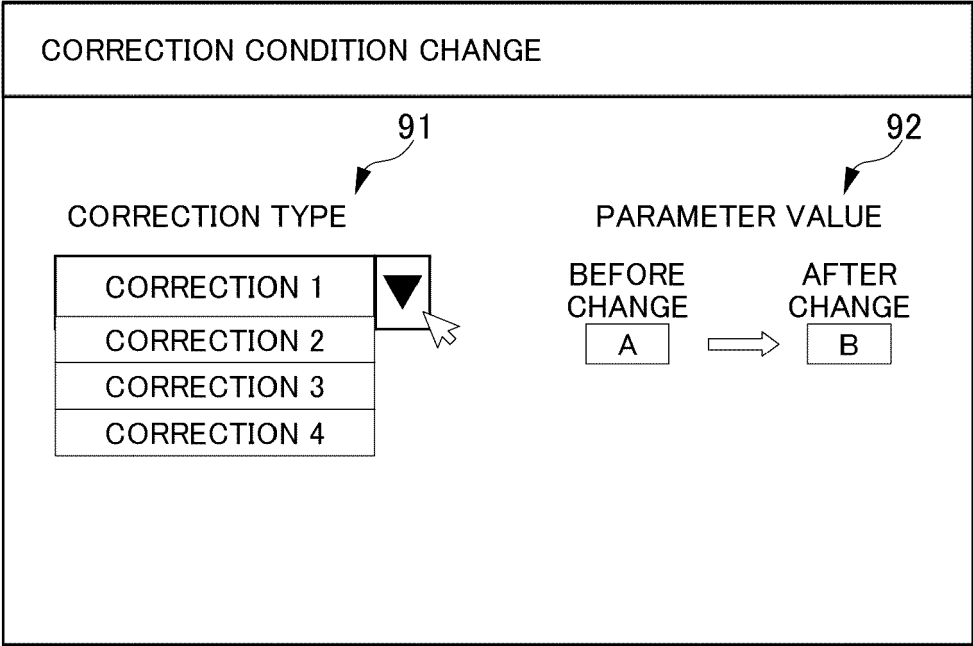 CORRECTION CONDITION CHANGE
91
CORRECTION TYPE
CORRECTION 1
CORRECTION 2
CORRECTION 3
CORRECTION 4
92
PARAMETER VALUE
BEFORE
CHANGE
A
AFTER
CHANGE
B